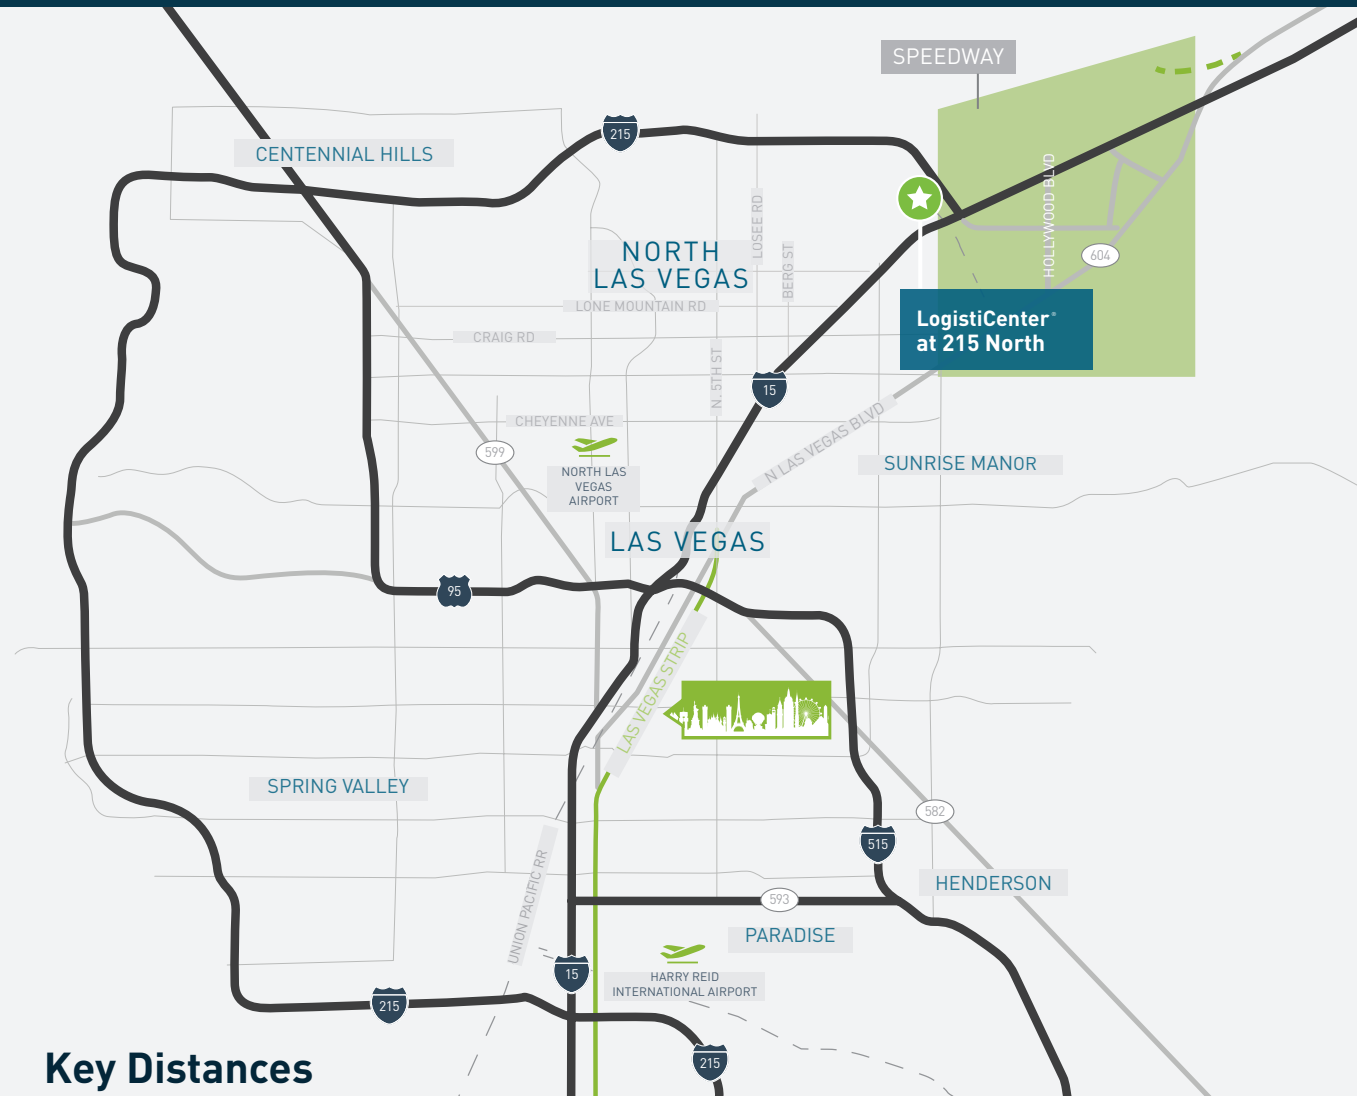 SPEEDWAY
215
CENTENNIAL HILLS
HOLLYWOOD BLVD
LOSEE RD
NORTH
LAS VEGAS
BERG ST
604
LONE MOUNTAIN RD
LogistiCenter®
at 215 North
CRAIG RD
N. 5TH ST
15
CHEYENNE AVE
N LAS VEGAS BLVD
599
SUNRISE MANOR
NORTH LAS
VEGAS
AIRPORT
LAS VEGAS
95
LAS VEGAS STRIP
SPRING VALLEY
582
515
UNION PACIFIC RR
HENDERSON
593
PARADISE
15
HARRY REID
INTERNATIONAL AIRPORT
215
215
Key Distances